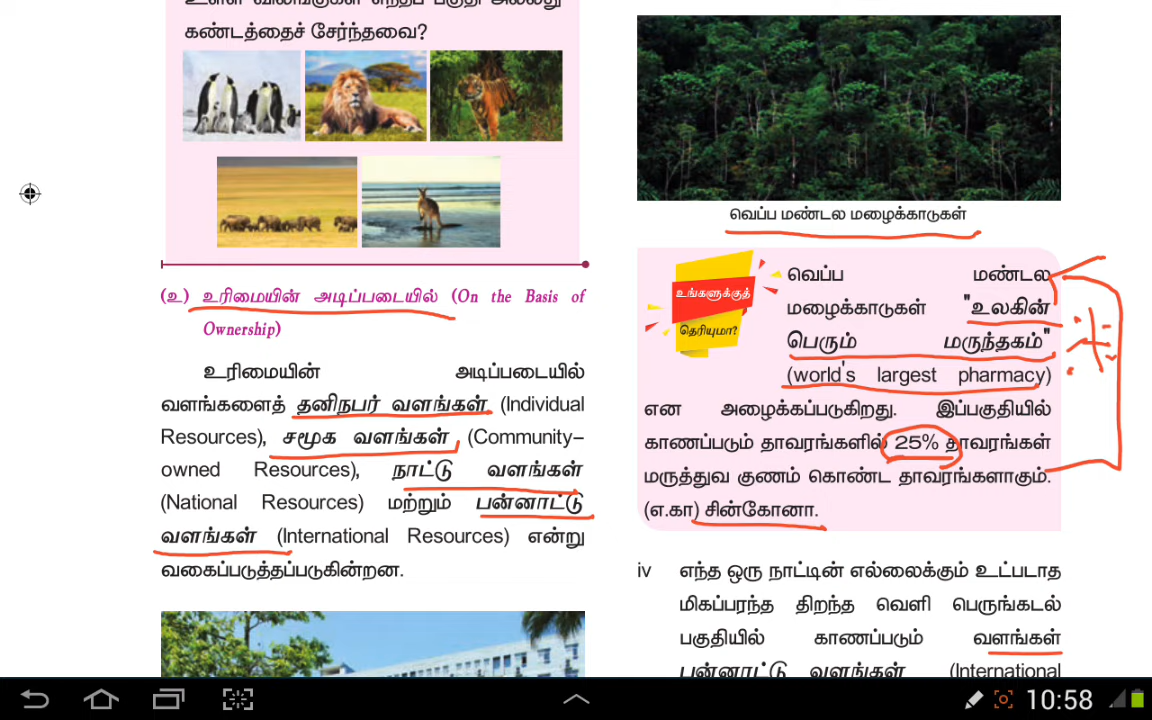 கண்டத்தைச் சேர்ந்தவை?
(உ) உரிமையின் அடிப்படையில் (On the Basis of
Ownership)
உரிமையின் அடிப்படையில்
வளங்களைத் தனிநபர் வளங்கள் (Individual
Resources), சமூக வளங்கள் (Community–
owned Resources), நாட்டு வளங்கள்
(National Resources) மற்றும் பன்னாட்டு
வளங்கள் (International Resources) என்று
வகைப்படுத்தப்படுகின்றன.
வெப்ப மண்டல மழைக்காடுகள்
உங்களுக்குத்
தெரியுமா?
வெப்ப மண்டல
மழைக்காடுகள் "உலகின்
பெரும் மருந்தகம்"
(world's largest pharmacy)
என அழைக்கப்படுகிறது. இப்பகுதியில்
காணப்படும் தாவரங்களில் 25% தாவரங்கள்
மருத்துவ குணம் கொண்ட தாவரங்களாகும்.
(எ.கா) சின்கோனா.
iv எந்த ஒரு நாட்டின் எல்லைக்கும் உட்படாத
மிகப்பரந்த திறந்த வெளி பெருங்கடல்
பகுதியில் காணப்படும் வளங்கள்
பன்னாட்டு வளங்கள் (International
10:58